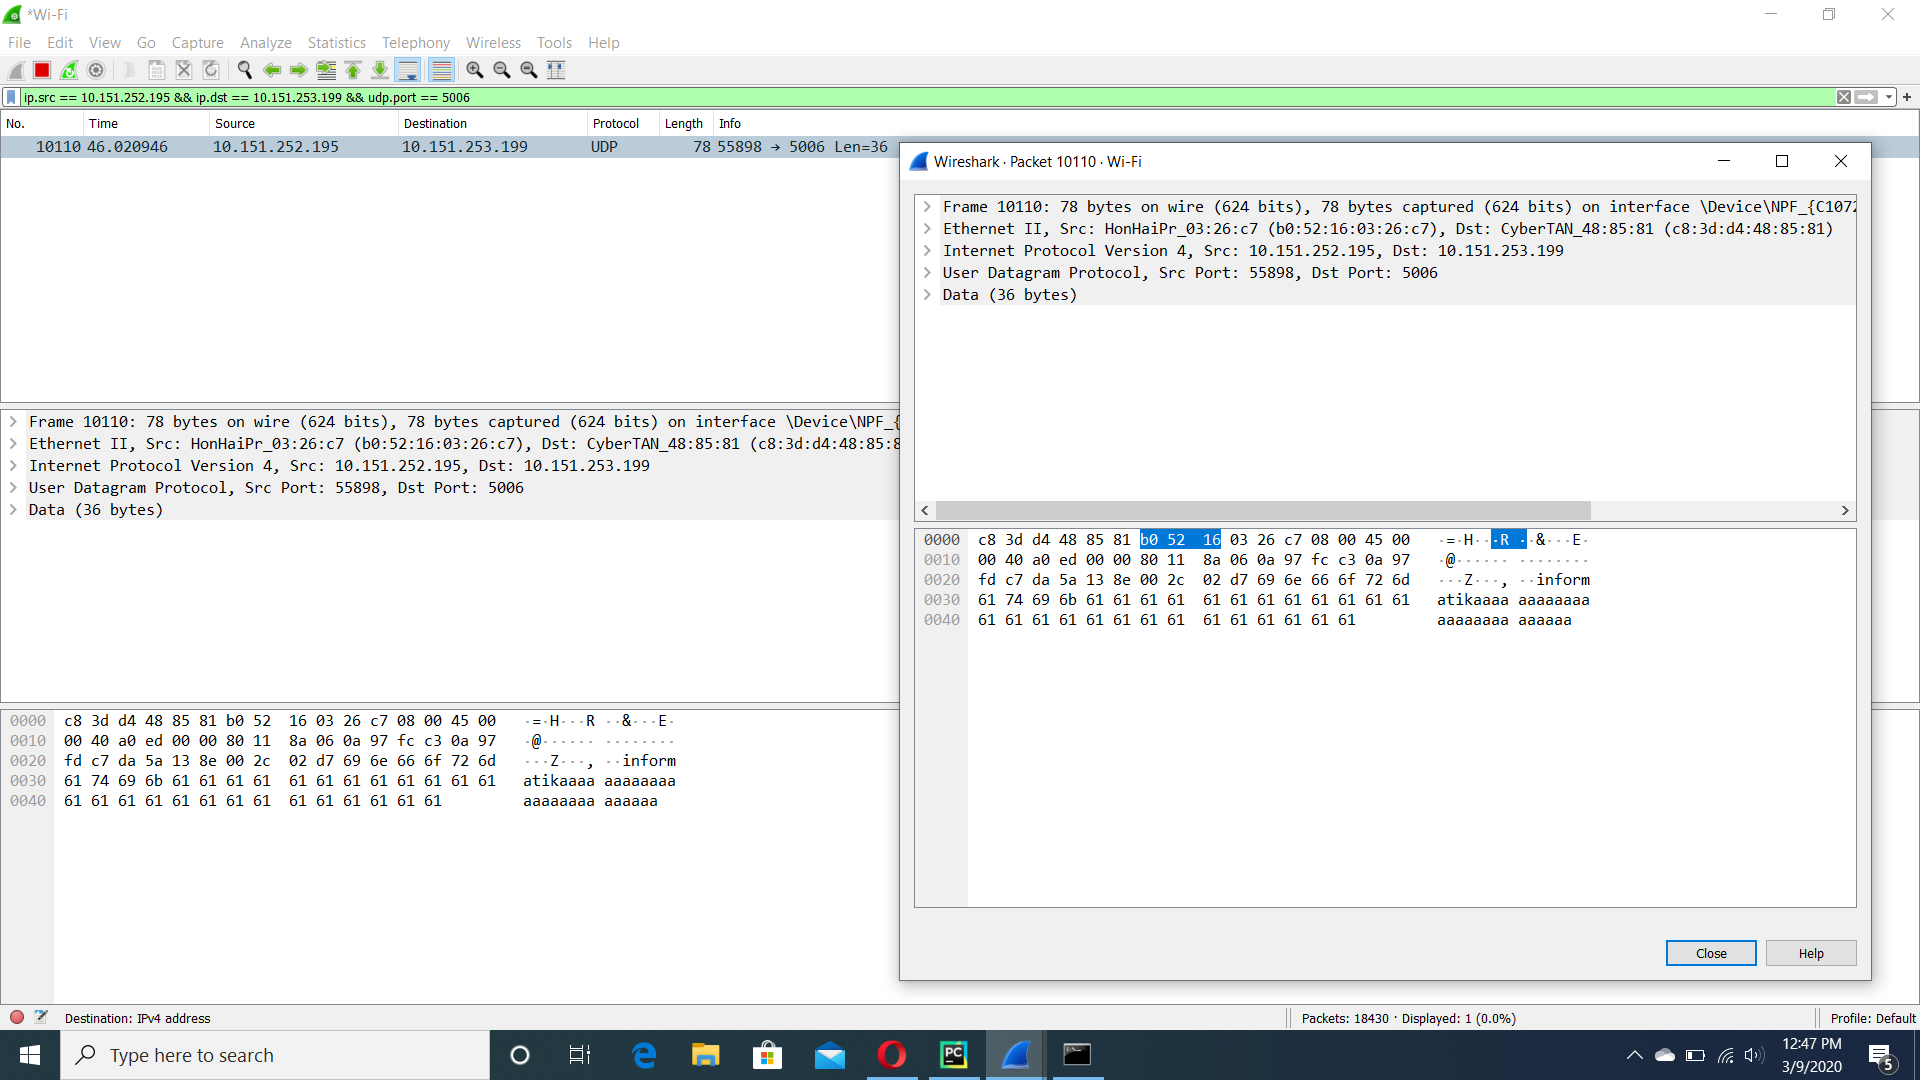 *Wi-Fi
File Edit View Go Capture Analyze Statistics Telephony Wireless Tools Help
ip.src == 10.151.252.195 && ip.dst == 10.151.253.199 && udp.port == 5006
No. Time Source Destination Protocol Length Info
10110 46.020946 10.151.252.195 10.151.253.199 UDP 78 55898 → 5006 Len=36
Frame 10110: 78 bytes on wire (624 bits), 78 bytes captured (624 bits) on interface \Device\NPF_{
Ethernet II, Src: HonHaiPr_03:26:c7 (b0:52:16:03:26:c7), Dst: CyberTAN_48:85:81 (c8:3d:d4:48:85:8
Internet Protocol Version 4, Src: 10.151.252.195, Dst: 10.151.253.199
User Datagram Protocol, Src Port: 55898, Dst Port: 5006
Data (36 bytes)
0000 c8 3d d4 48 85 81 b0 52 16 03 26 c7 08 00 45 00 ·=·H···R ··&···E·
0010 00 40 a0 ed 00 00 80 11 8a 06 0a 97 fc c3 0a 97 ·@······ ········
0020 fd c7 da 5a 13 8e 00 2c 02 d7 69 6e 66 6f 72 6d ···Z···, ··inform
0030 61 74 69 6b 61 61 61 61 61 61 61 61 61 61 61 61 atikaaaa aaaaaaaa
0040 61 61 61 61 61 61 61 61 61 61 61 61 61 61 aaaaaaaa aaaaaa
Wireshark · Packet 10110 · Wi-Fi
Frame 10110: 78 bytes on wire (624 bits), 78 bytes captured (624 bits) on interface \Device\NPF_{C1072
Ethernet II, Src: HonHaiPr_03:26:c7 (b0:52:16:03:26:c7), Dst: CyberTAN_48:85:81 (c8:3d:d4:48:85:81)
Internet Protocol Version 4, Src: 10.151.252.195, Dst: 10.151.253.199
User Datagram Protocol, Src Port: 55898, Dst Port: 5006
Data (36 bytes)
0000 c8 3d d4 48 85 81 b0 52 16 03 26 c7 08 00 45 00 ·=·H···R ··&···E·
0010 00 40 a0 ed 00 00 80 11 8a 06 0a 97 fc c3 0a 97 ·@······ ········
0020 fd c7 da 5a 13 8e 00 2c 02 d7 69 6e 66 6f 72 6d ···Z···, ··inform
0030 61 74 69 6b 61 61 61 61 61 61 61 61 61 61 61 61 atikaaaa aaaaaaaa
0040 61 61 61 61 61 61 61 61 61 61 61 61 61 61 aaaaaaaa aaaaaa
Close Help
Destination: IPv4 address Packets: 18430 · Displayed: 1 (0.0%) Profile: Default
Type here to search PC 12:47 PM
3/9/2020
5